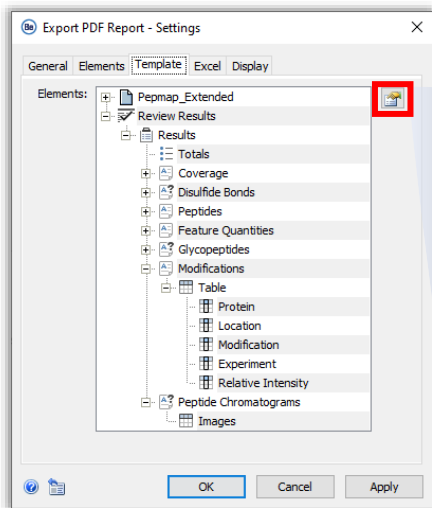 Be Export PDF Report - Settings
General Elements Template Excel Display
Elements: Pepmap_Extended
Review Results
Results
Totals
Coverage
Disulfide Bonds
Peptides
Feature Quantities
Glycopeptides
Modifications
Table
Protein
Location
Modification
Experiment
Relative Intensity
Peptide Chromatograms
Images
OK Cancel Apply